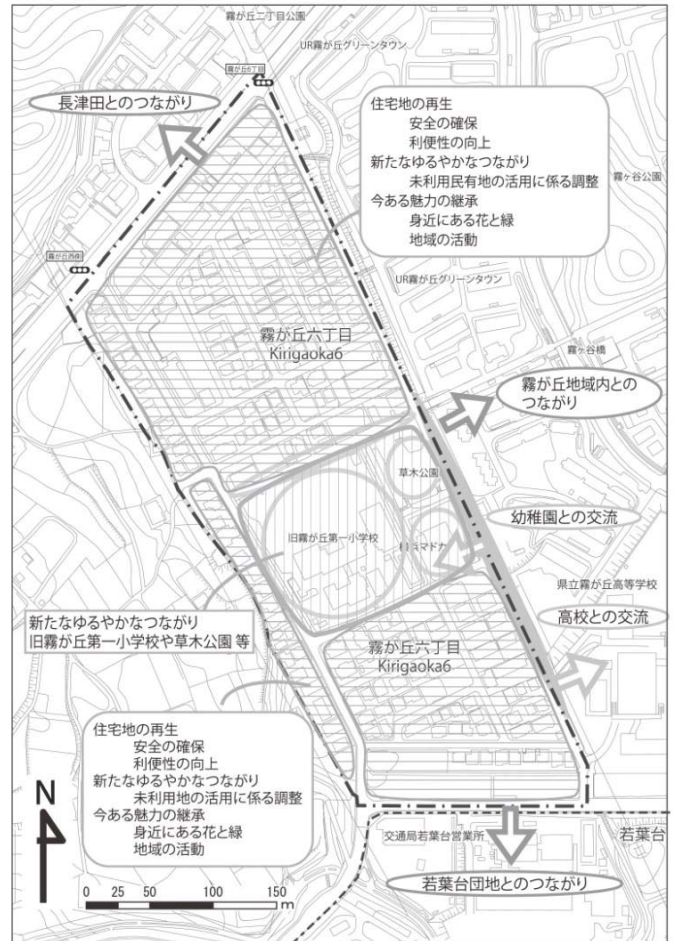 霧が丘二丁目公園
UR霧が丘グリーンタウン
霧が丘6丁目
長津田とのつながり
住宅地の再生
安全の確保
利便性の向上
新たなゆるやかなつながり
未利用民有地の活用に係る調整
今ある魅力の継承
身近にある花と緑
地域の活動
霧ヶ谷公園
霧が丘西側
UR霧が丘グリーンタウン
霧が丘六丁目
Kirigaoka6
霧ヶ谷橋
霧が丘地域内との
つながり
草木公園
幼稚園との交流
旧霧が丘第一小学校
マドカ
県立霧が丘高等学校
高校との交流
新たなゆるやかなつながり
旧霧が丘第一小学校や草木公園 等
霧が丘六丁目
Kirigaoka6
住宅地の再生
安全の確保
利便性の向上
新たなゆるやかなつながり
未利用地の活用に係る調整
今ある魅力の継承
身近にある花と緑
地域の活動
N
0 25 50 100 150
m
交通局若葉台営業所
若葉台
若葉台団地とのつながり